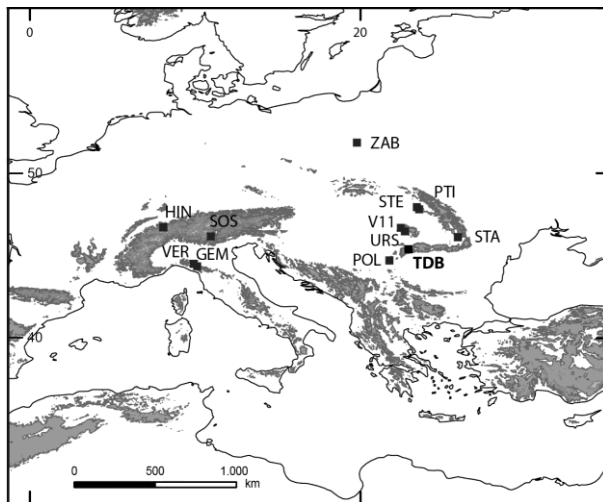 0 20
ZAB
50
PTI
STE
HIN
SOS
V11
URS
STA
VER
GEM
POL
TDB
40
0 500 1.000
km